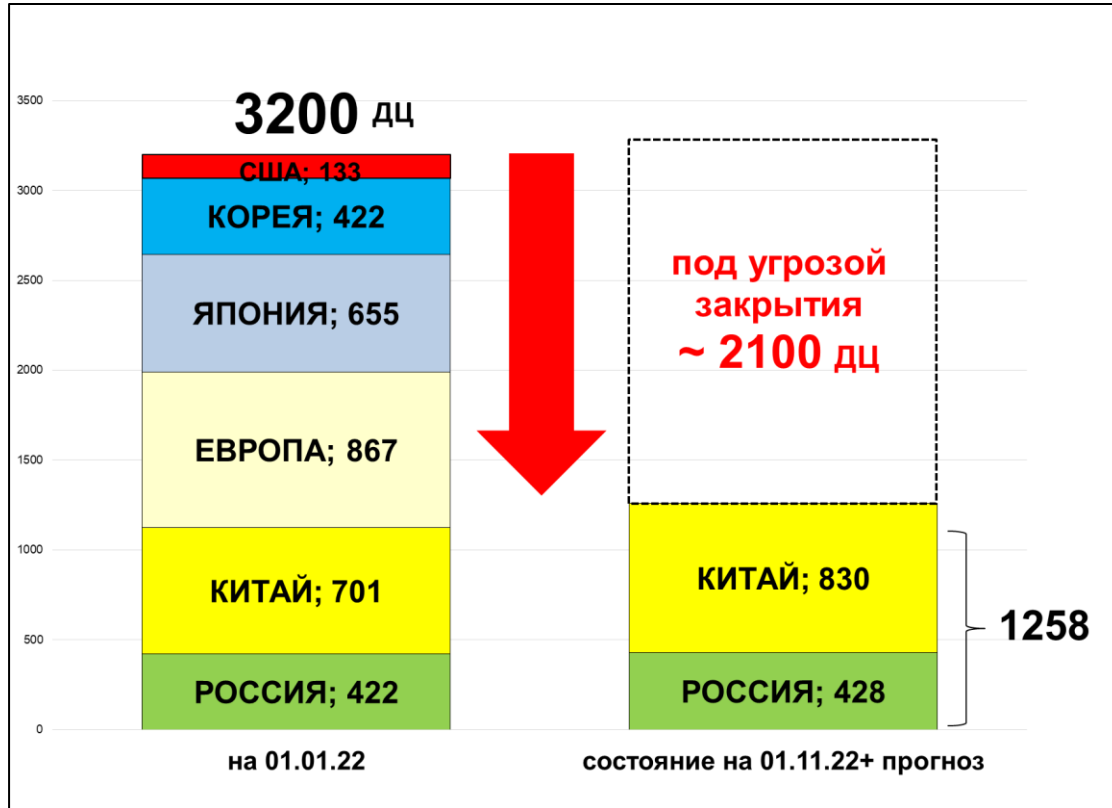 3500
3000
2500
2000
1500
1000
500
0
3200 ДЦ
США; 133
КОРЕЯ; 422
ЯПОНИЯ; 655
ЕВРОПА; 867
КИТАЙ; 701
РОССИЯ; 422
на 01.01.22
под угрозой
закрытия
~ 2100 ДЦ
КИТАЙ; 830
РОССИЯ; 428
1258
состояние на 01.11.22+ прогноз